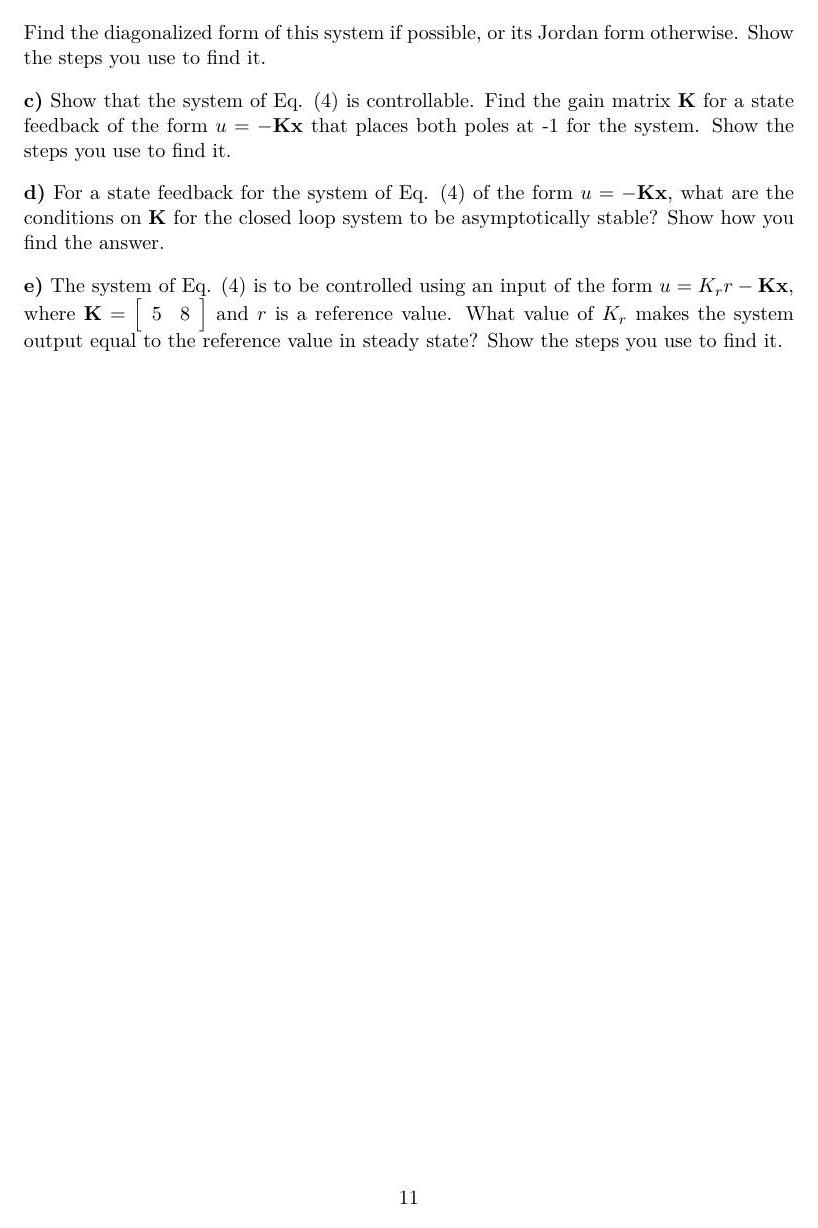 Find the diagonalized form of this system if possible, or its Jordan form otherwise. Show
the steps you use to find it.
c) Show that the system of Eq. (4) is controllable. Find the gain matrix K for a state
feedback of the form u = −Kx that places both poles at -1 for the system. Show the
steps you use to find it.
d) For a state feedback for the system of Eq. (4) of the form u = −Kx, what are the
conditions on K for the closed loop system to be asymptotically stable? Show how you
find the answer.
e) The system of Eq. (4) is to be controlled using an input of the form u = Kᵣr − Kx,
where K = [ 5 8 ] and r is a reference value. What value of Kᵣ makes the system
output equal to the reference value in steady state? Show the steps you use to find it.
11